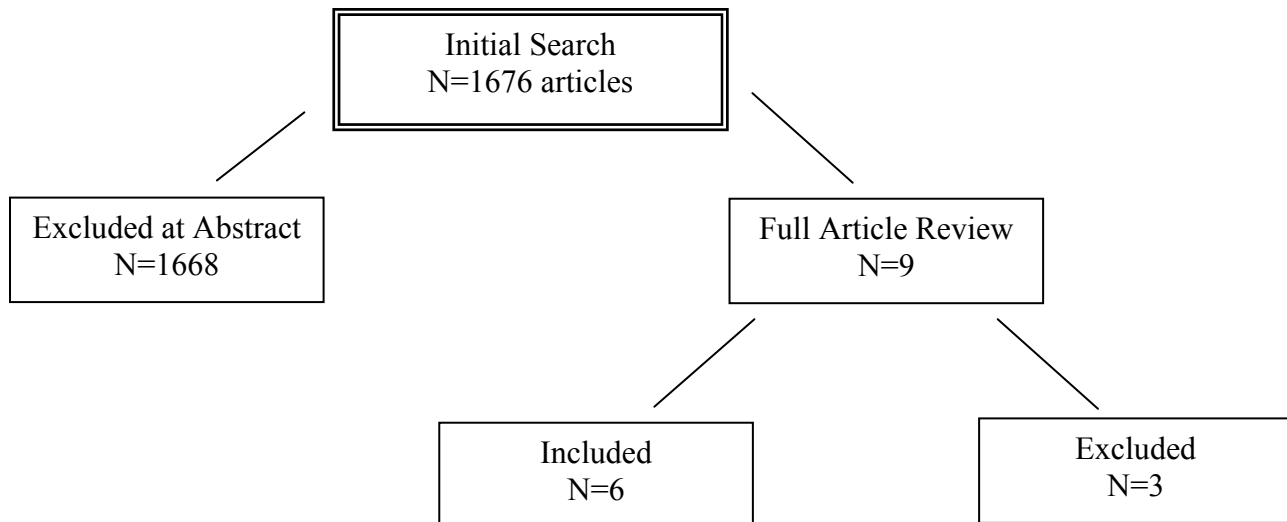 Initial Search
N=1676 articles
Excluded at Abstract
N=1668
Full Article Review
N=9
Included
N=6
Excluded
N=3